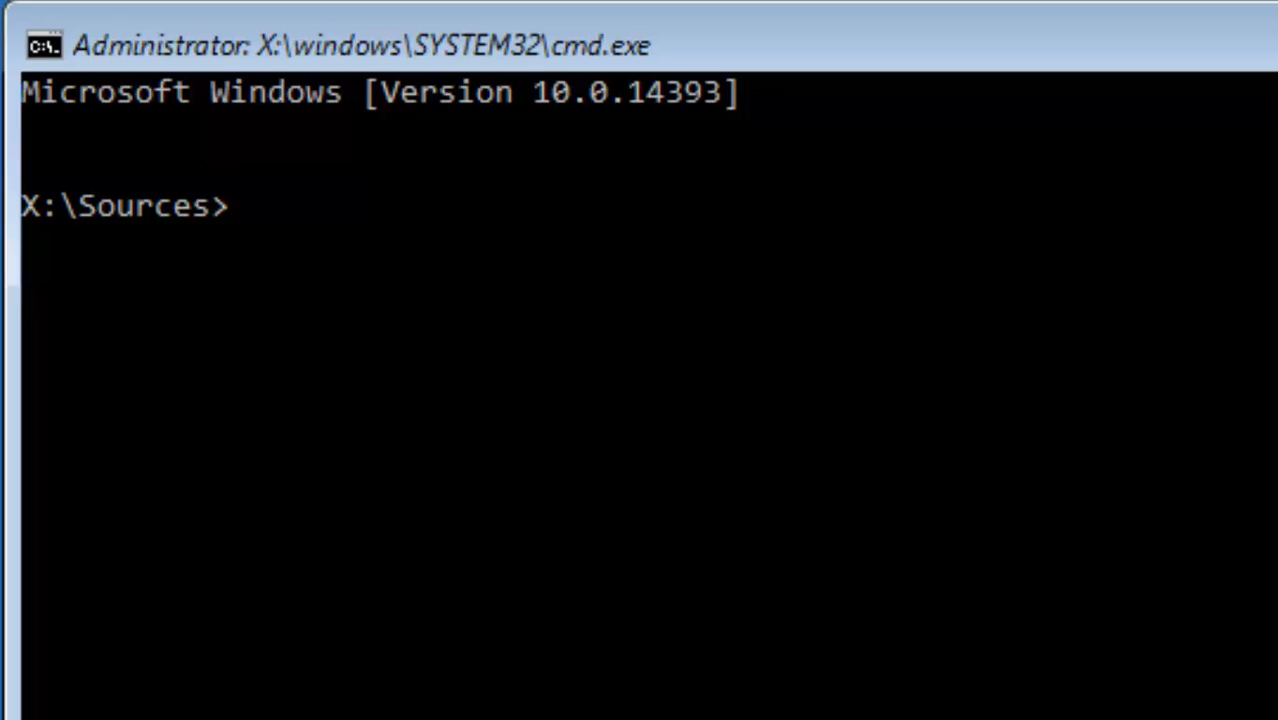 Administrator: X:\windows\SYSTEM32\cmd.exe
Microsoft Windows [Version 10.0.14393]
X:\Sources>